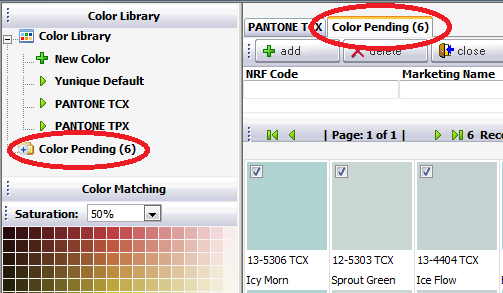 Color Library
Color Library
New Color
Yunique Default
PANTONE TCX
PANTONE TPX
Color Pending (6)
Color Matching
Saturation: 50%
PANTONE TCX Color Pending (6)
add delete close
NRF Code Marketing Name
| Page: 1 of 1 | 6 Rece
13-5306 TCX 12-5303 TCX 13-4404 TCX
Icy Morn Sprout Green Ice Flow